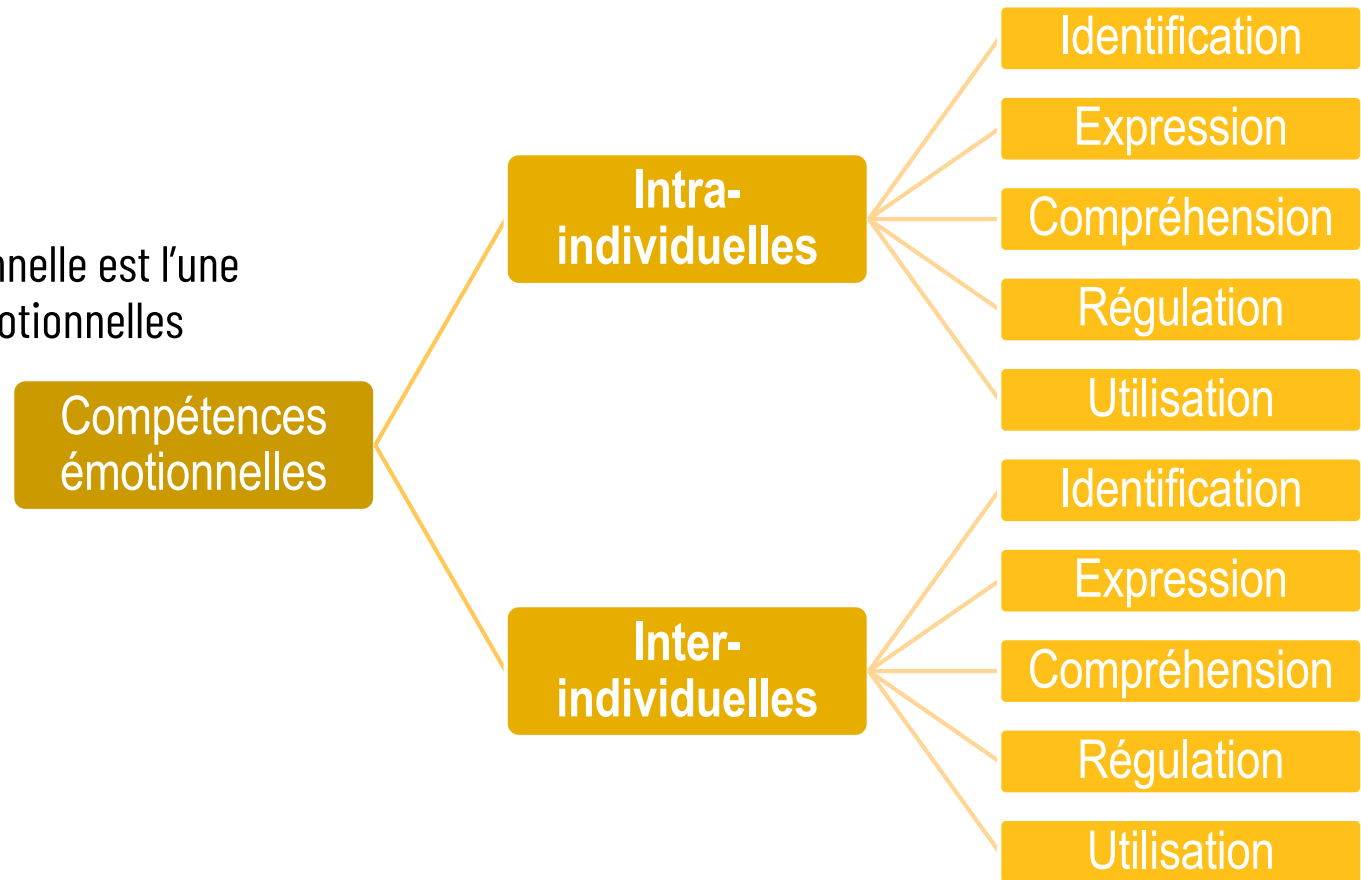 nnelle est l’une
otionnelles
Compétences
émotionnelles
Intra-
individuelles
Identification
Expression
Compréhension
Régulation
Utilisation
Inter-
individuelles
Identification
Expression
Compréhension
Régulation
Utilisation